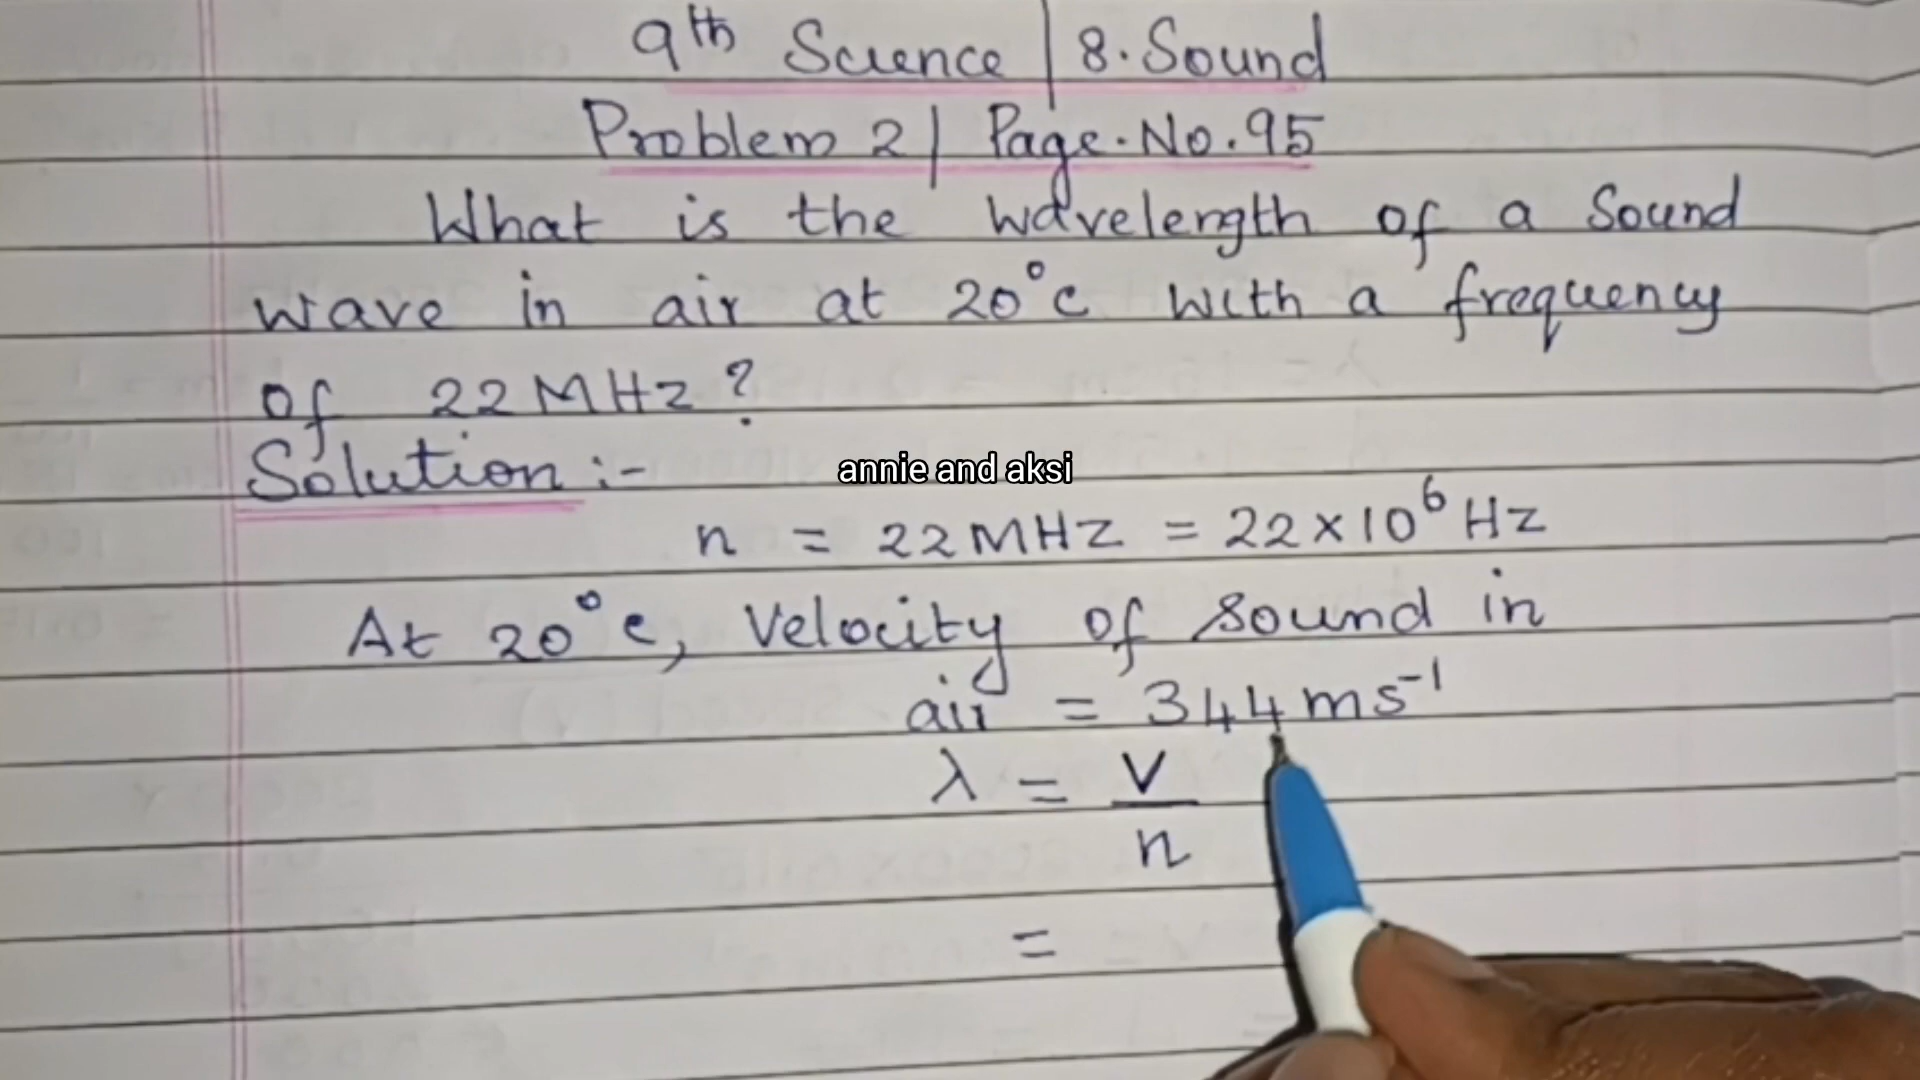 9th Science | 8. Sound
Problem 2 | Page. No. 95
What is the wavelength of a Sound
wave in air at 20°C with a frequency
of 22 MHz?
Solution :-
annie and aksi
n = 22 MHz = 22 × 10⁶ Hz
At 20°C, Velocity of Sound in
air = 344 ms⁻¹
λ = V
n
=